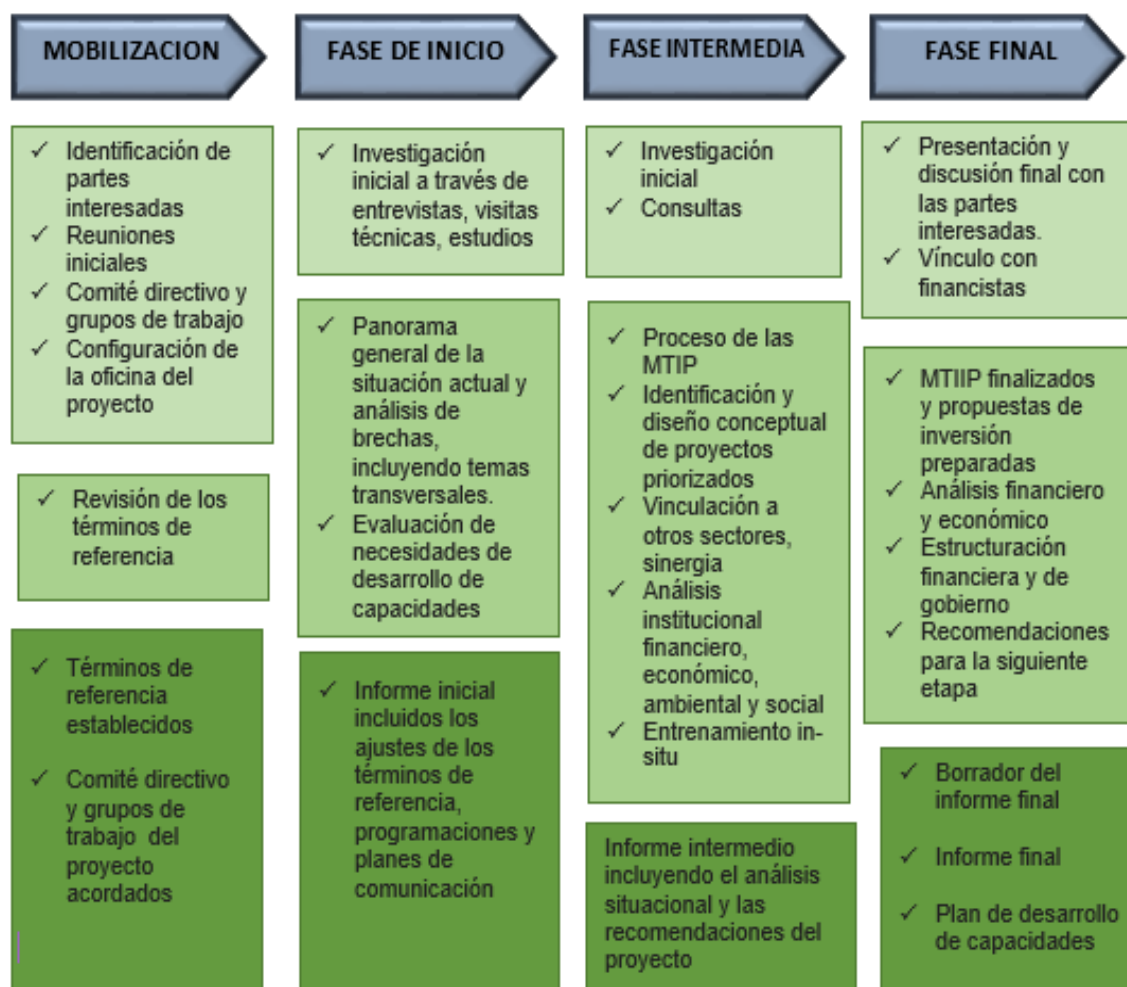 MOBILIZACION
✓ Identificación de
partes
interesadas
✓ Reuniones
iniciales
✓ Comité directivo y
grupos de trabajo
✓ Configuración de
la oficina del
proyecto
✓ Revisión de los
términos de
referencia
✓ Términos de
referencia
establecidos
✓ Comité directivo
y grupos de
trabajo del
proyecto
acordados
FASE DE INICIO
✓ Investigación
inicial a través de
entrevistas, visitas
técnicas, estudios
✓ Panorama
general de la
situación actual y
análisis de
brechas,
incluyendo temas
transversales.
✓ Evaluación de
necesidades de
desarrollo de
capacidades
✓ Informe inicial
incluidos los
ajustes de los
términos de
referencia,
programaciones y
planes de
comunicación
FASE INTERMEDIA
✓ Investigación
inicial
✓ Consultas
✓ Proceso de las
MTIP
✓ Identificación y
diseño conceptual
de proyectos
priorizados
✓ Vinculación a
otros sectores,
sinergia
✓ Análisis
institucional
financiero,
económico,
ambiental y social
✓ Entrenamiento in-
situ
Informe intermedio
incluyendo el análisis
situacional y las
recomendaciones del
proyecto
FASE FINAL
✓ Presentación y
discusión final con
las partes
interesadas.
✓ Vínculo con
financistas
✓ MTIIP finalizados
y propuestas de
inversión
preparadas
✓ Análisis financiero
y económico
✓ Estructuración
financiera y de
gobierno
✓ Recomendaciones
para la siguiente
etapa
✓ Borrador del
informe final
✓ Informe final
✓ Plan de desarrollo
de capacidades